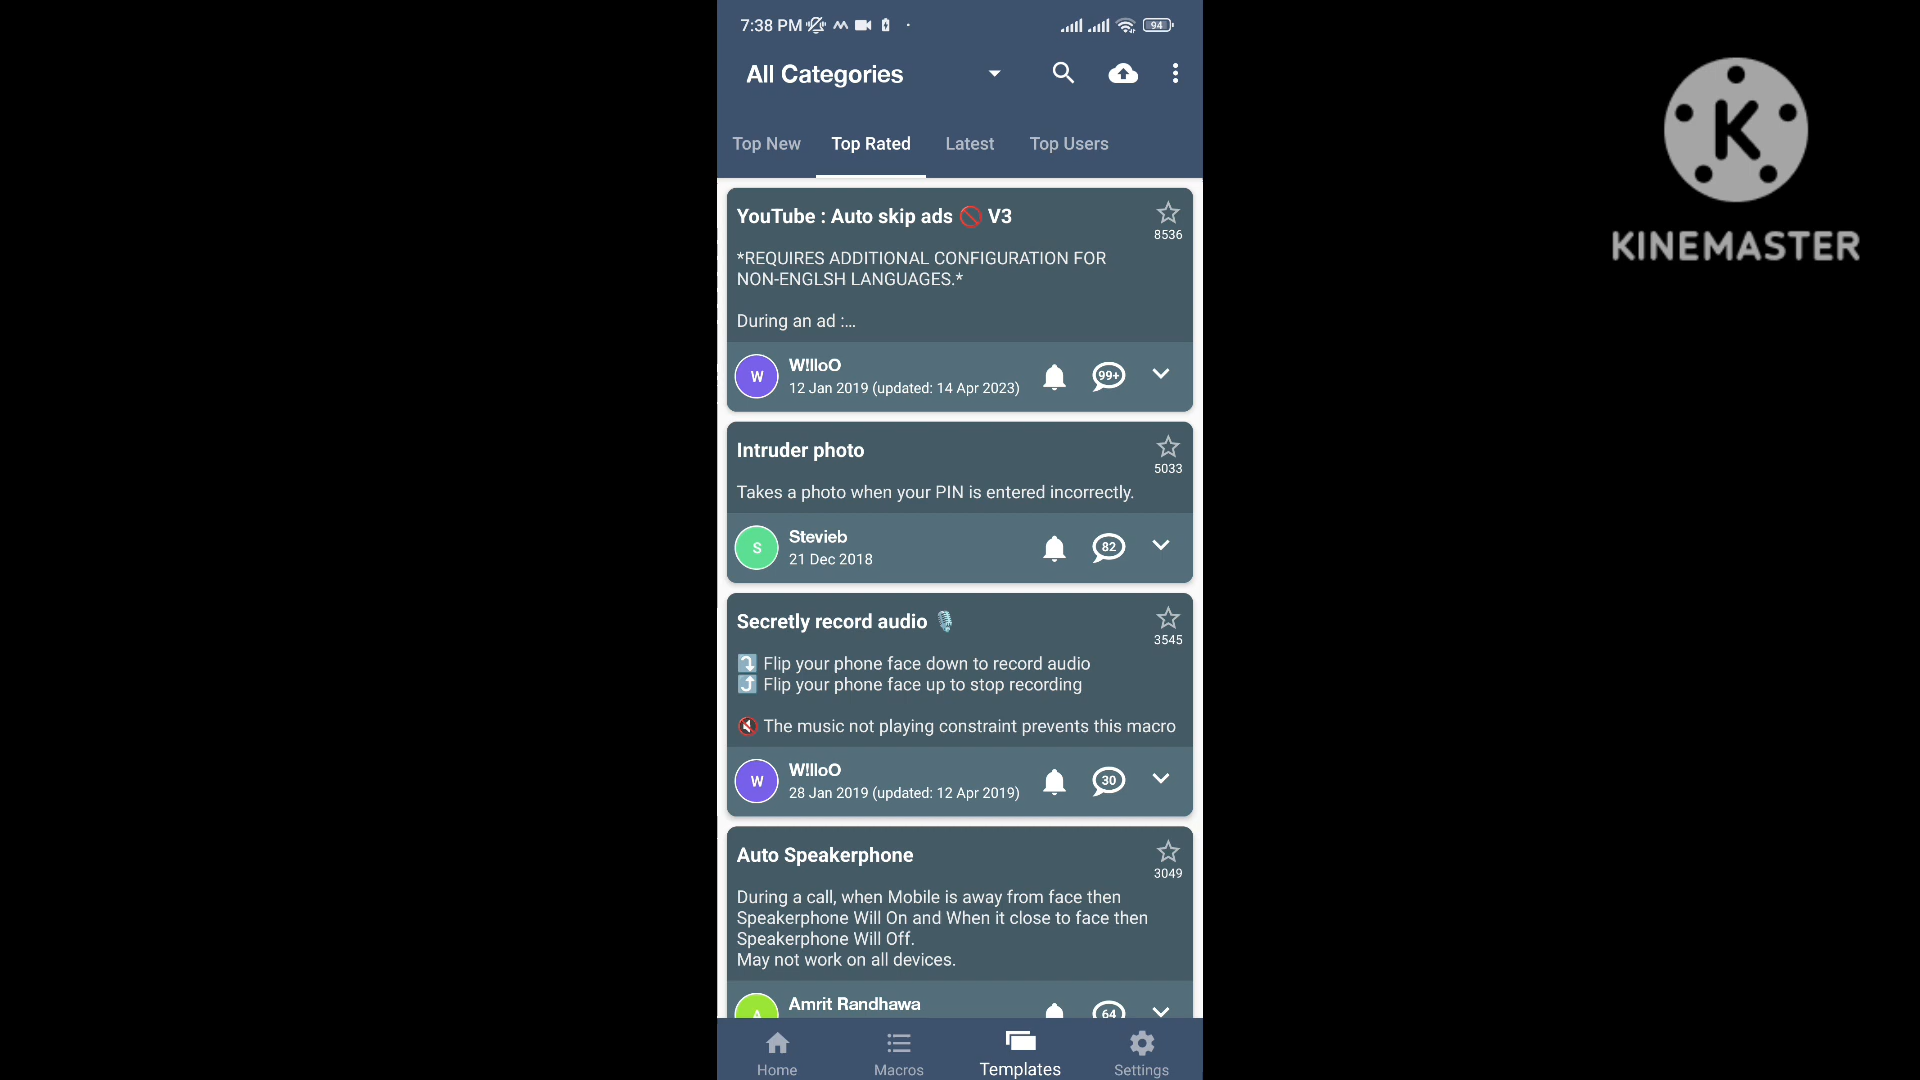 7:38 PM
94
All Categories
Top New
Top Rated
Latest
Top Users
YouTube : Auto skip ads 🚫 V3
8536
*REQUIRES ADDITIONAL CONFIGURATION FOR
NON-ENGLSH LANGUAGES.*
During an ad :...
W
W!lloO
12 Jan 2019 (updated: 14 Apr 2023)
99+
Intruder photo
5033
Takes a photo when your PIN is entered incorrectly.
S
Stevieb
21 Dec 2018
82
Secretly record audio 🎙️
3545
⤵️ Flip your phone face down to record audio
⤴️ Flip your phone face up to stop recording
🔇 The music not playing constraint prevents this macro
W
W!lloO
28 Jan 2019 (updated: 12 Apr 2019)
30
Auto Speakerphone
3049
During a call, when Mobile is away from face then
Speakerphone Will On and When it close to face then
Speakerphone Will Off.
May not work on all devices.
A
Amrit Randhawa
64
Home
Macros
Templates
Settings
K
KINEMASTER